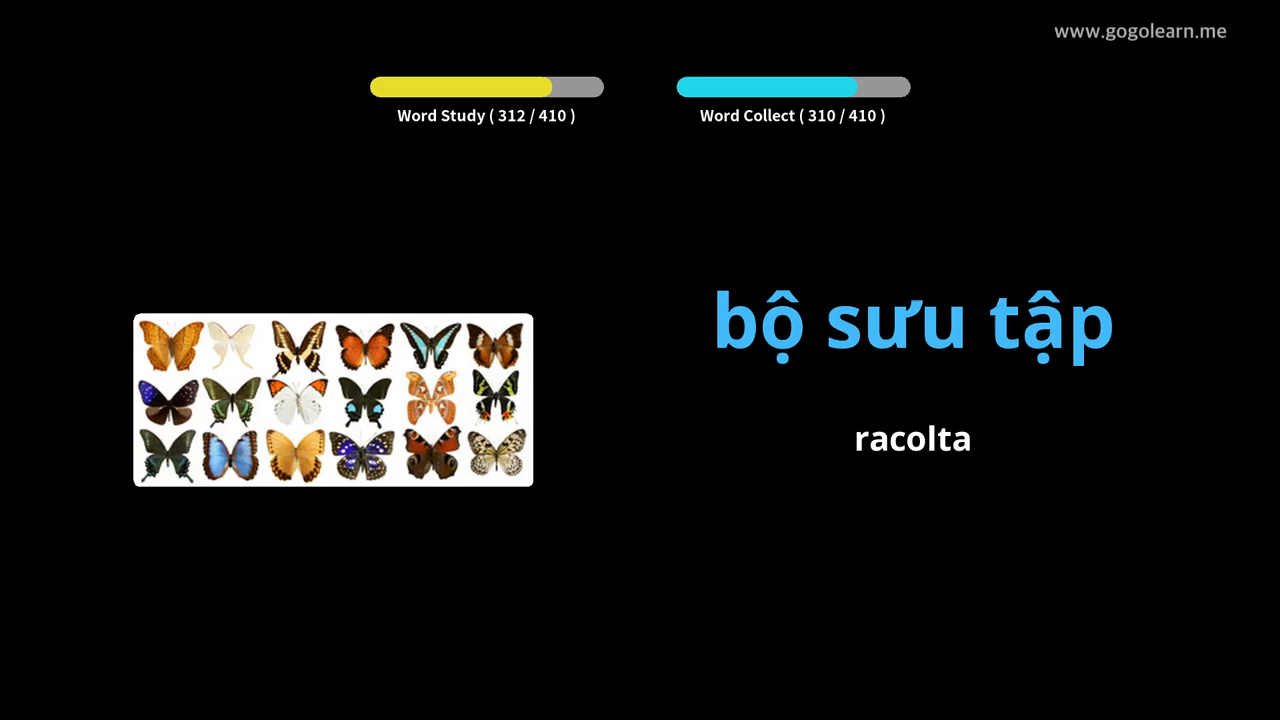 www.gogolearn.me
Word Study ( 312 / 410 )
Word Collect ( 310 / 410 )
bộ sưu tập
racolta